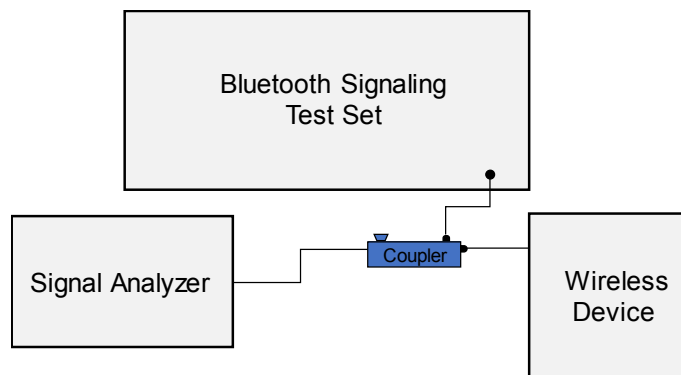 Bluetooth Signaling
Test Set
Signal Analyzer
Coupler
Wireless
Device